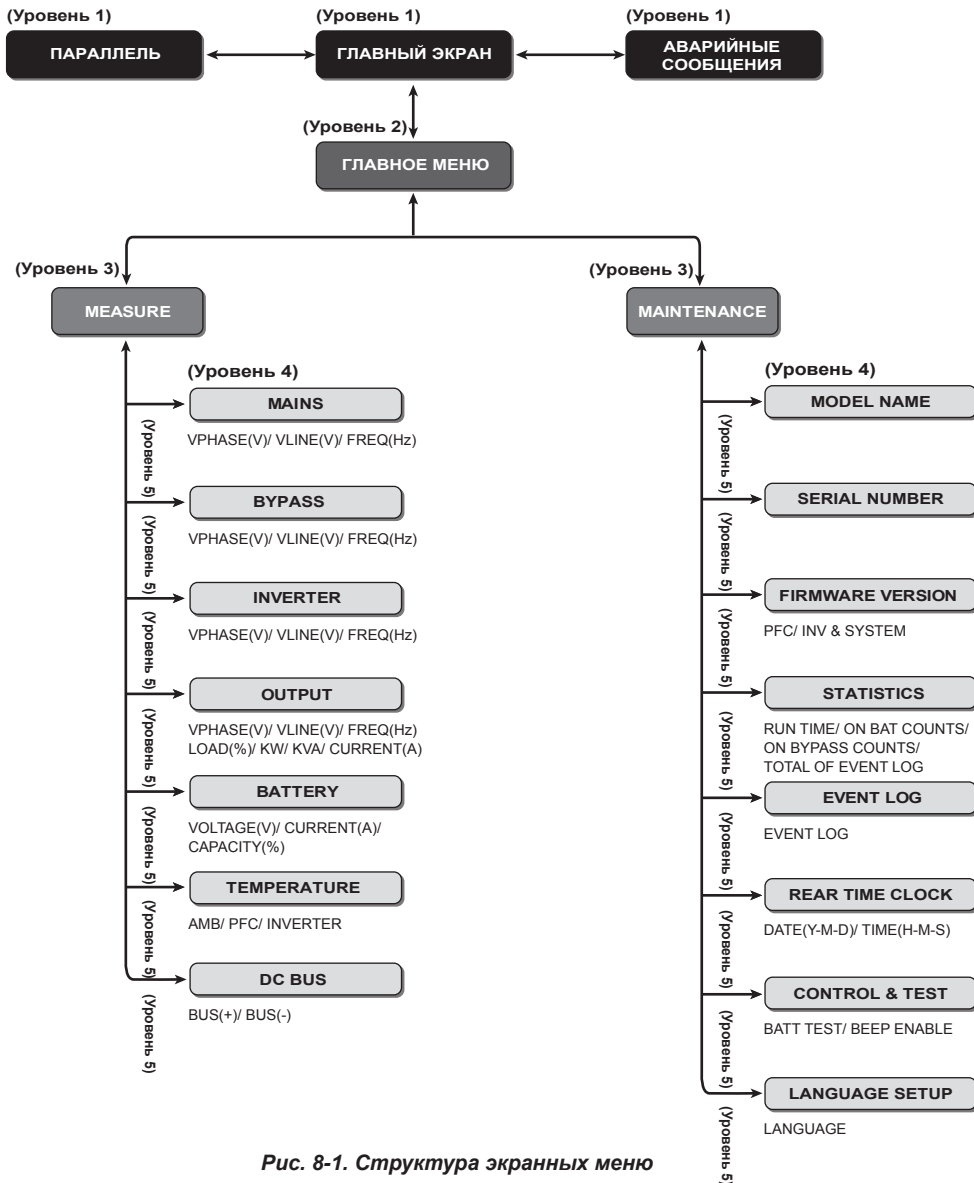 (Уровень 1)
(Уровень 1)
(Уровень 1)
ПАРАЛЛЕЛЬ
ГЛАВНЫЙ ЭКРАН
АВАРИЙНЫЕ
СООБЩЕНИЯ
(Уровень 2)
ГЛАВНОЕ МЕНЮ
(Уровень 3)
MEASURE
(Уровень 4)
MAINS
VPHASE(V)/ VLINE(V)/ FREQ(Hz)
(Уровень 5)
BYPASS
VPHASE(V)/ VLINE(V)/ FREQ(Hz)
(Уровень 5)
INVERTER
VPHASE(V)/ VLINE(V)/ FREQ(Hz)
(Уровень 5)
OUTPUT
VPHASE(V)/ VLINE(V)/ FREQ(Hz)
LOAD(%)/ KW/ KVA/ CURRENT(A)
(Уровень 5)
BATTERY
VOLTAGE(V)/ CURRENT(A)/
CAPACITY(%)
(Уровень 5)
TEMPERATURE
AMB/ PFC/ INVERTER
(Уровень 5)
DC BUS
BUS(+)/ BUS(-)
(Уровень 5)
(Уровень 3)
MAINTENANCE
(Уровень 4)
MODEL NAME
(Уровень 5)
SERIAL NUMBER
(Уровень 5)
FIRMWARE VERSION
PFC/ INV & SYSTEM
(Уровень 5)
STATISTICS
RUN TIME/ ON BAT COUNTS/
ON BYPASS COUNTS/
TOTAL OF EVENT LOG
(Уровень 5)
EVENT LOG
EVENT LOG
(Уровень 5)
REAR TIME CLOCK
DATE(Y-M-D)/ TIME(H-M-S)
(Уровень 5)
CONTROL & TEST
BATT TEST/ BEEP ENABLE
(Уровень 5)
LANGUAGE SETUP
LANGUAGE
(Уровень 5)
Рис. 8-1. Структура экранных меню